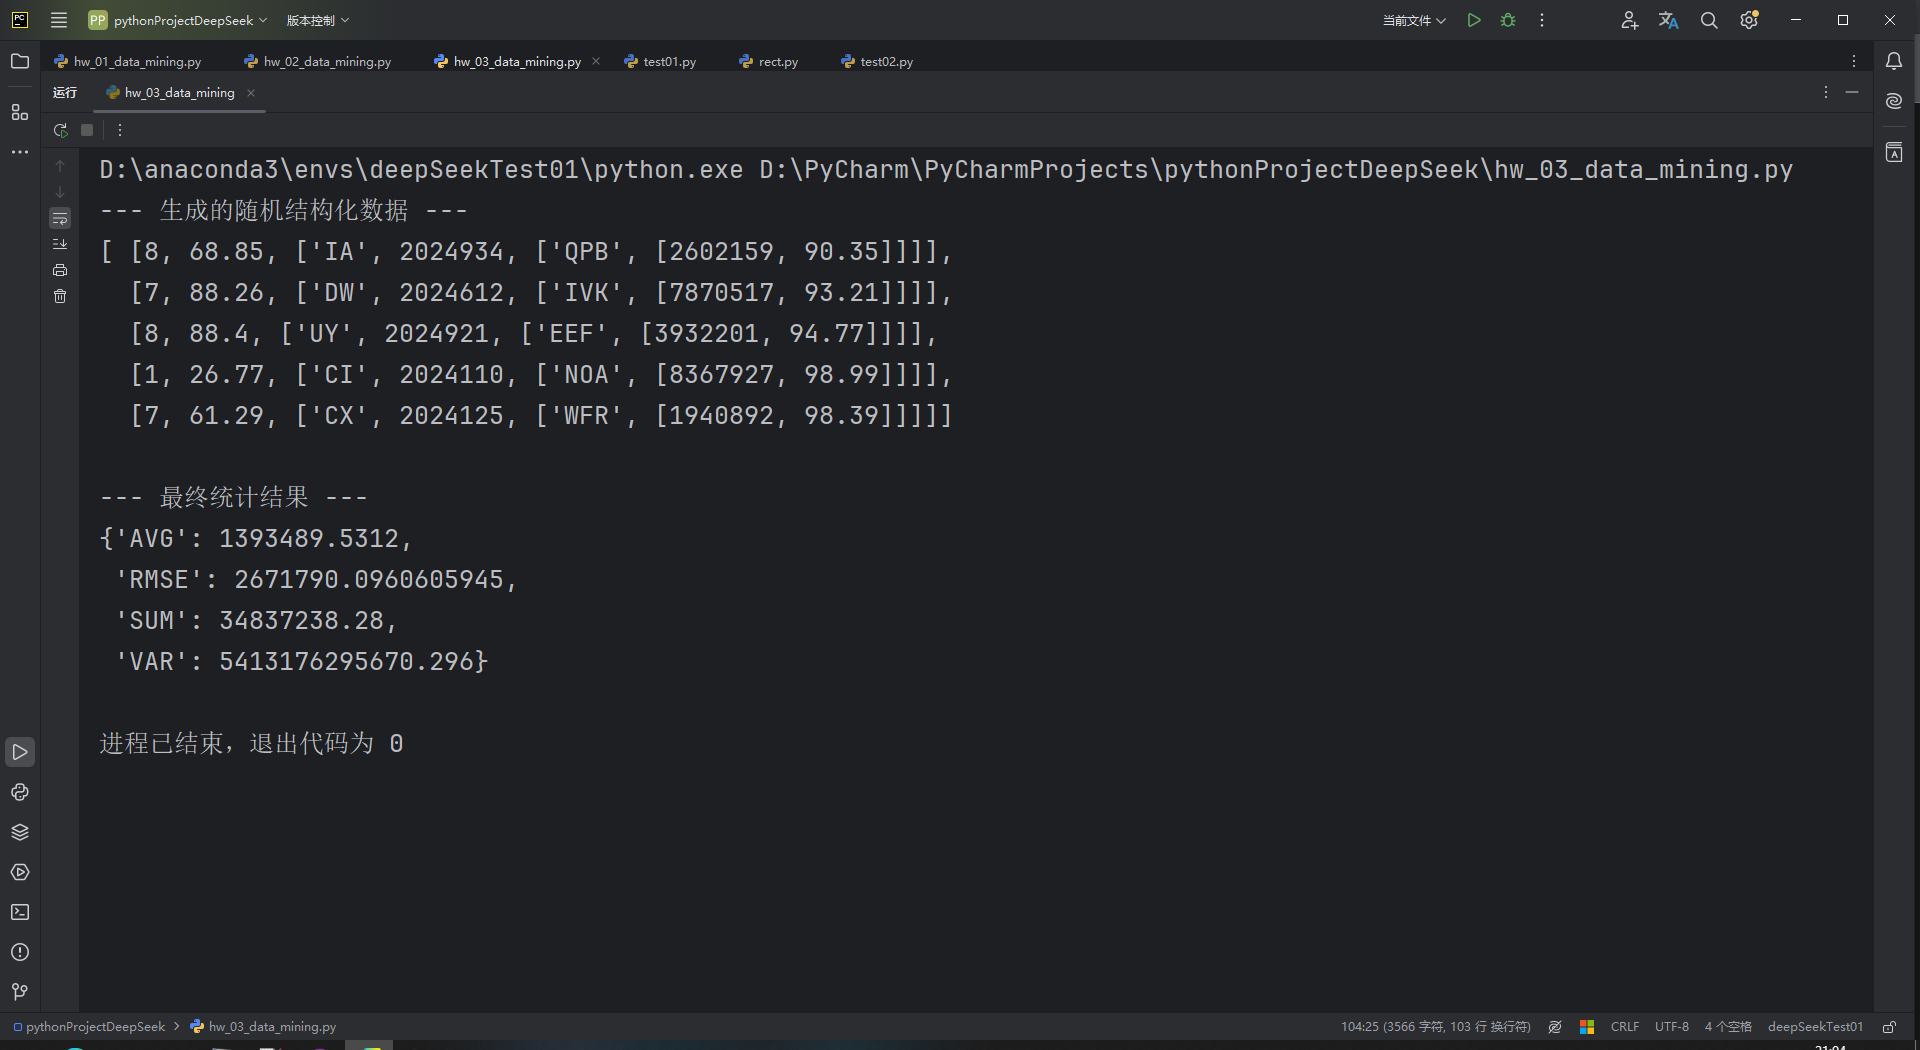 PC
PP pythonProjectDeepSeek 版本控制 当前文件
hw_01_data_mining.py hw_02_data_mining.py hw_03_data_mining.py test01.py rect.py test02.py
运行 hw_03_data_mining
D:\anaconda3\envs\deepSeekTest01\python.exe D:\PyCharm\PyCharmProjects\pythonProjectDeepSeek\hw_03_data_mining.py
--- 生成的随机结构化数据 ---
[ [8, 68.85, ['IA', 2024934, ['QPB', [2602159, 90.35]]]],
[7, 88.26, ['DW', 2024612, ['IVK', [7870517, 93.21]]]],
[8, 88.4, ['UY', 2024921, ['EEF', [3932201, 94.77]]]],
[1, 26.77, ['CI', 2024110, ['NOA', [8367927, 98.99]]]],
[7, 61.29, ['CX', 2024125, ['WFR', [1940892, 98.39]]]]]
--- 最终统计结果 ---
{'AVG': 1393489.5312,
'RMSE': 2671790.0960605945,
'SUM': 34837238.28,
'VAR': 5413176295670.296}
进程已结束，退出代码为 0
pythonProjectDeepSeek > hw_03_data_mining.py 104:25 (3566 字符, 103 行 换行符) CRLF UTF-8 4 个空格 deepSeekTest01